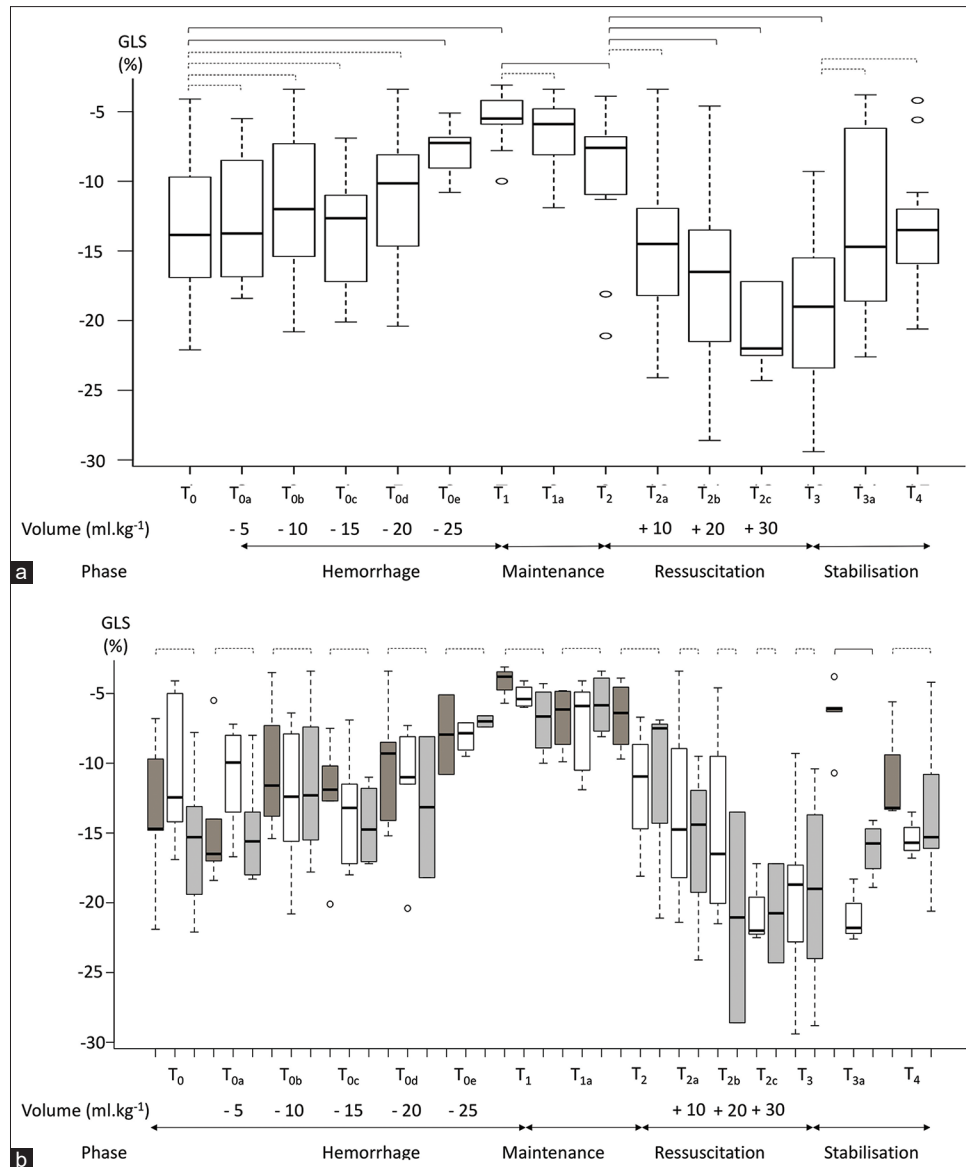 GLS
(%)
-5
-10
-15
-20
-25
-30
T0 T0a T0b T0c T0d T0e T1 T1a T2 T2a T2b T2c T3 T3a T4
Volume (ml.kg-1) - 5 - 10 - 15 - 20 - 25 + 10 + 20 + 30
a
Phase Hemorrhage Maintenance Ressuscitation Stabilisation
GLS
(%)
-5
-10
-15
-20
-25
-30
T0 T0a T0b T0c T0d T0e T1 T1a T2 T2a T2b T2c T3 T3a T4
Volume (ml.kg-1) - 5 - 10 - 15 - 20 - 25 + 10 + 20 + 30
b
Phase Hemorrhage Maintenance Ressuscitation Stabilisation